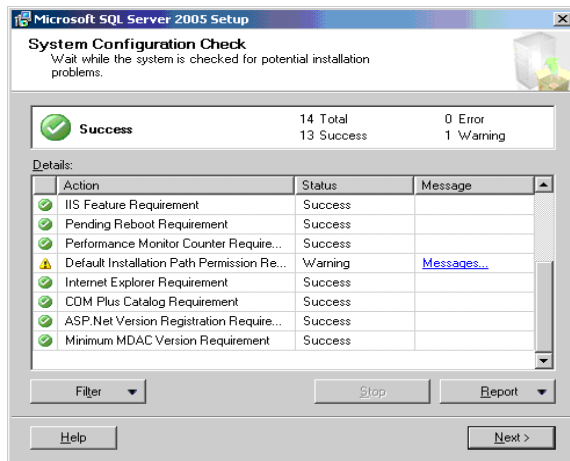 Microsoft SQL Server 2005 Setup
System Configuration Check
Wait while the system is checked for potential installation
problems.
Success
14 Total
0 Error
13 Success
1 Warning
Details:
Action Status Message
IIS Feature Requirement Success
Pending Reboot Requirement Success
Performance Monitor Counter Require... Success
Default Installation Path Permission Re... Warning Messages...
Internet Explorer Requirement Success
COM Plus Catalog Requirement Success
ASP.Net Version Registration Require... Success
Minimum MDAC Version Requirement Success
Filter Stop Report
Help Next >